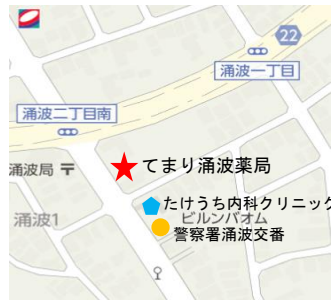 22
涌波一丁目
涌波二丁目南
てまり涌波薬局
涌波局
たけうち内科クリニック
涌波1
ビルンバオム
警察署涌波交番